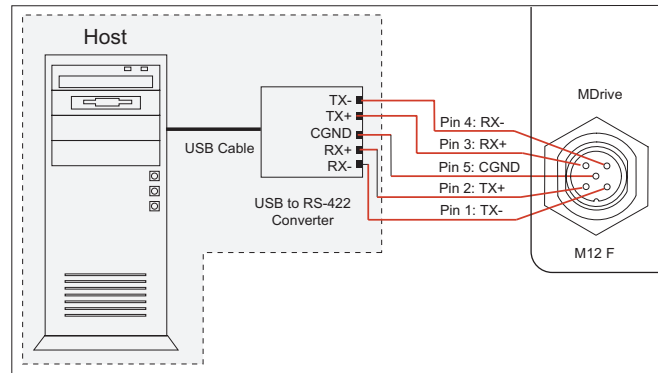 Host
USB Cable
TX-
TX+
CGND
RX+
RX-
USB to RS-422
Converter
Pin 4: RX-
Pin 3: RX+
Pin 5: CGND
Pin 2: TX+
Pin 1: TX-
MDrive
M12 F